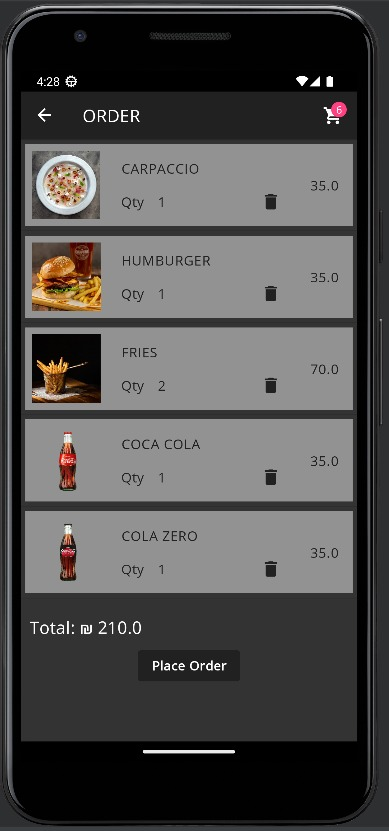 4:28
ORDER
6
CARPACCIO
35.0
Qty 1
HUMBURGER
35.0
Qty 1
FRIES
70.0
Qty 2
COCA COLA
35.0
Qty 1
COLA ZERO
35.0
Qty 1
Total: ₪ 210.0
Place Order